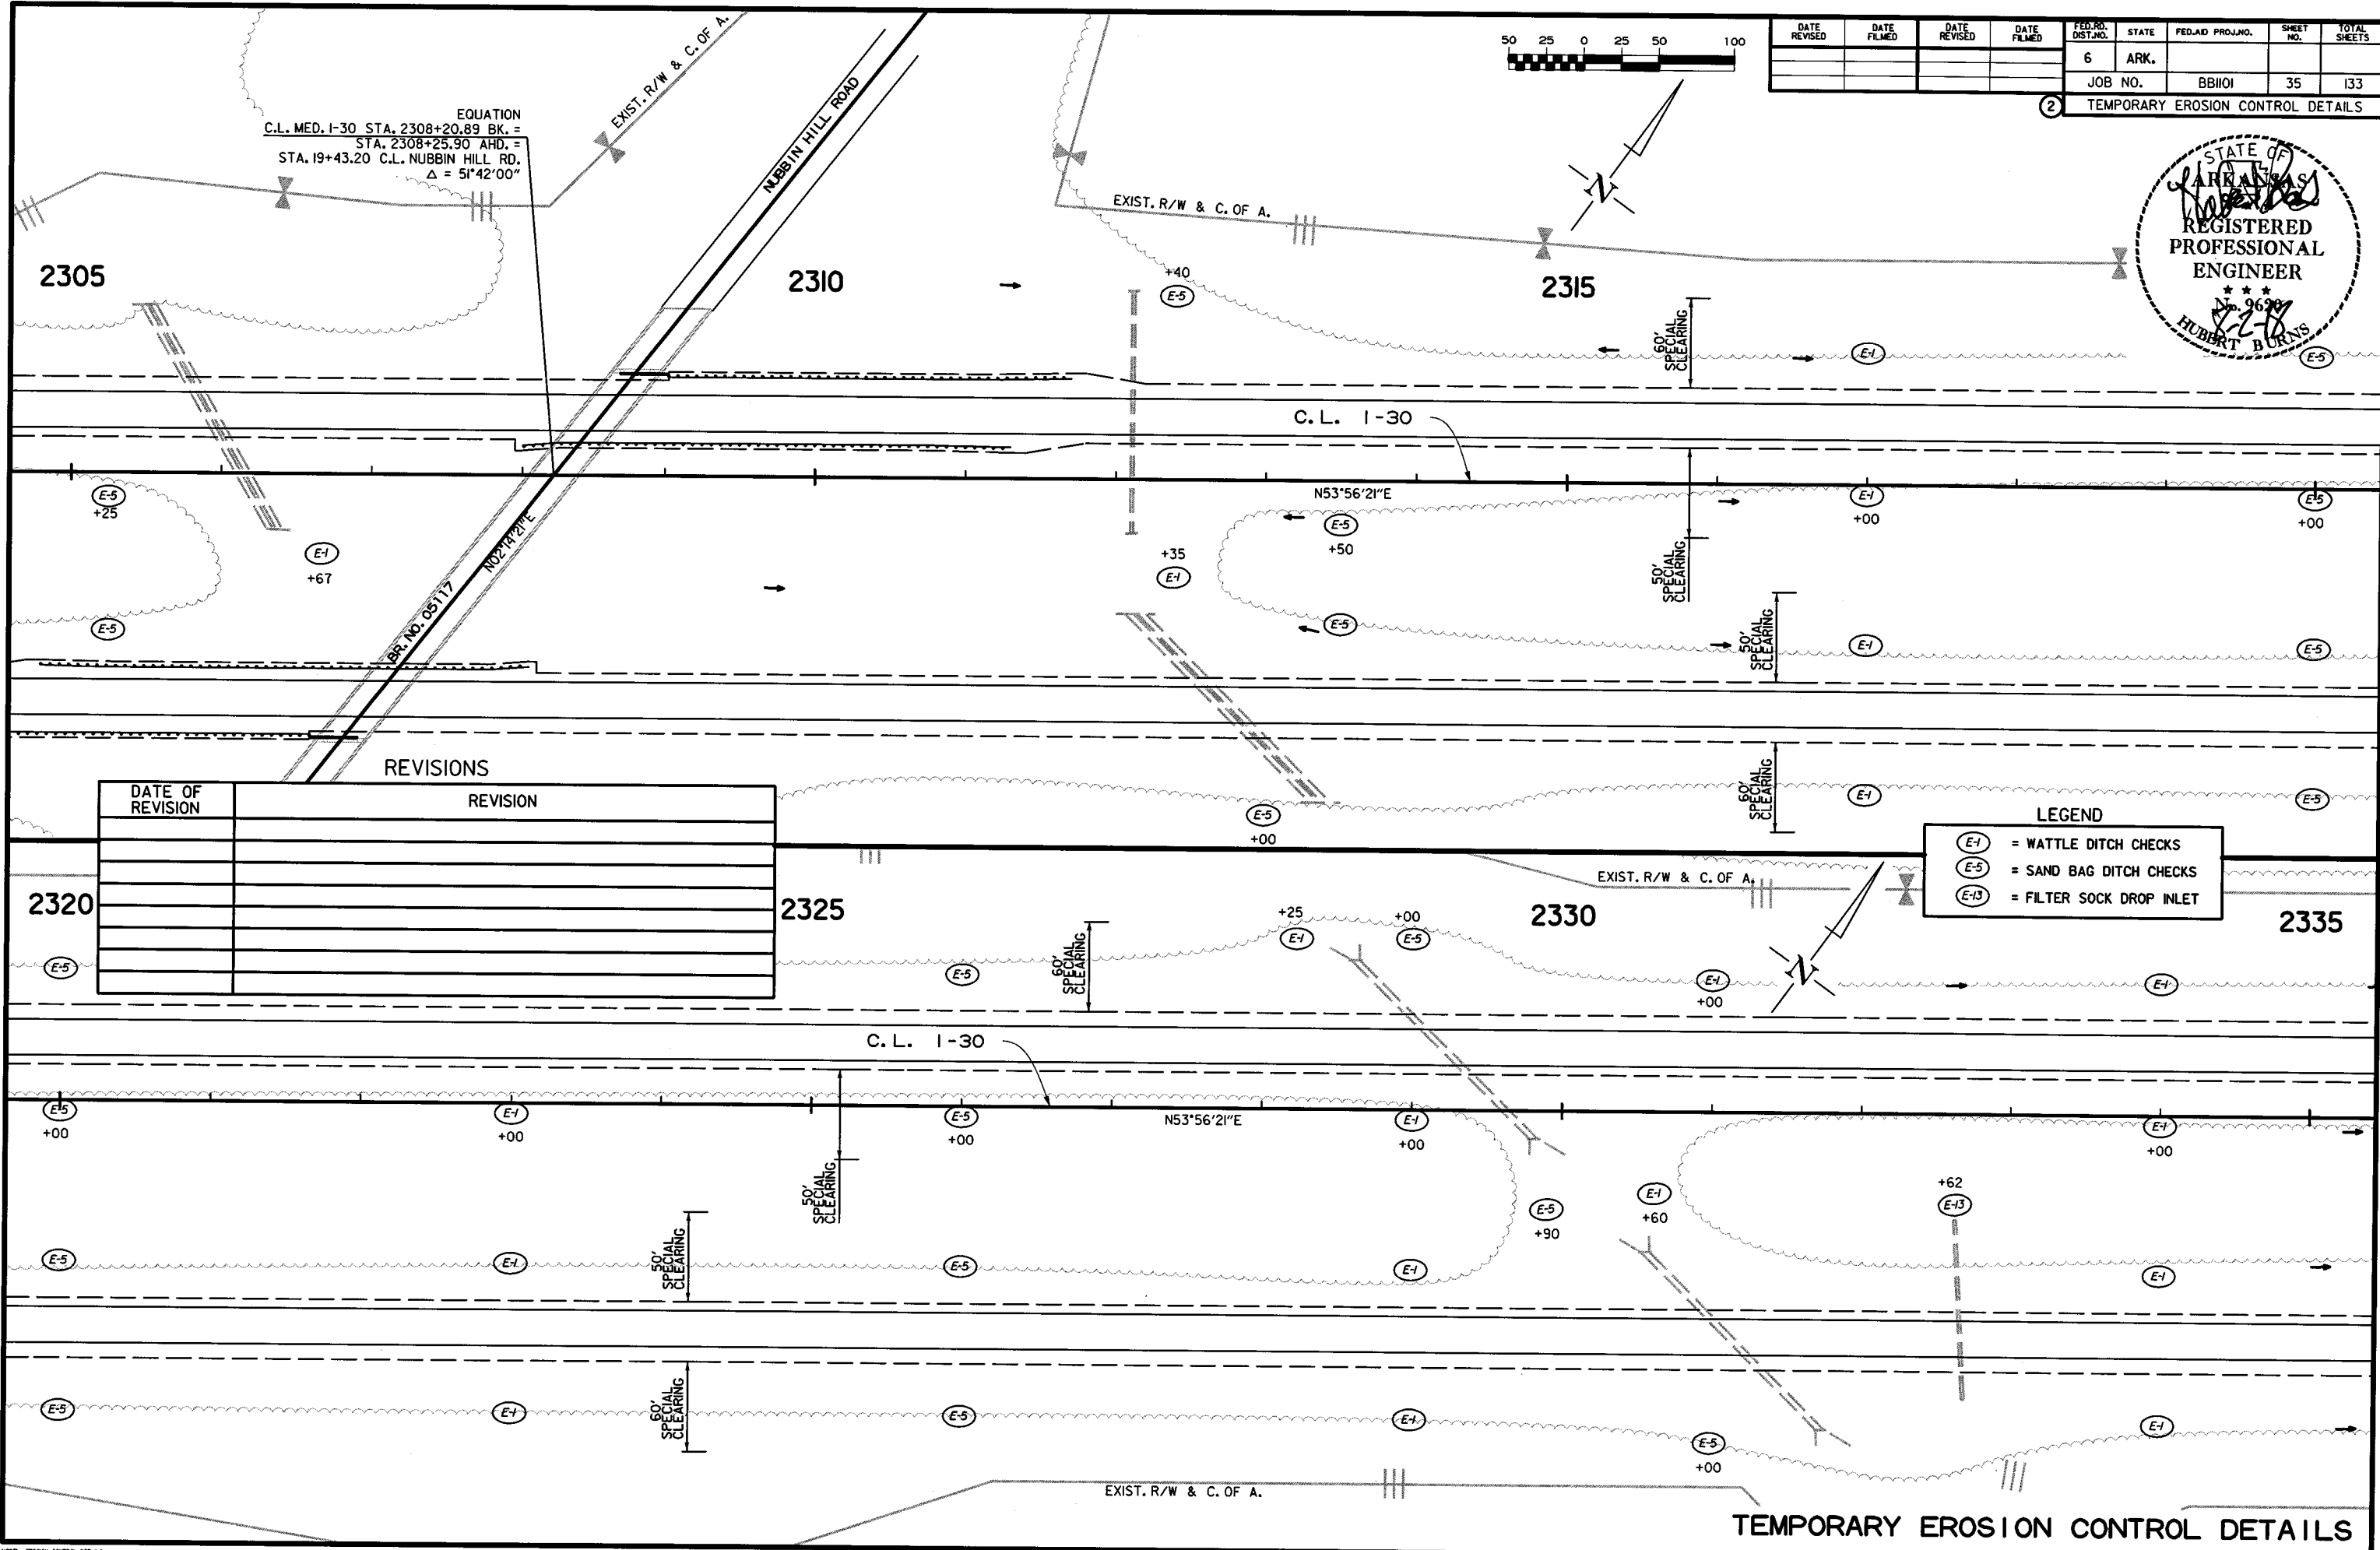 50 25 0 25 50 100
DATE REVISED
DATE FILMED
DATE REVISED
DATE FILMED
FED.RD. DIST.NO.
STATE
FED.AID PROJ.NO.
SHEET NO.
TOTAL SHEETS
6
ARK.
JOB NO.
BB1101
35
133
2
TEMPORARY EROSION CONTROL DETAILS
STATE OF
ARKANSAS
REGISTERED
PROFESSIONAL
ENGINEER
★ ★ ★
HUBERT BURNS
EQUATION
C.L. MED. I-30 STA. 2308+20.89 BK. =
STA. 2308+25.90 AHD. =
STA. 19+43.20 C.L. NUBBIN HILL RD.
Δ = 51°42'00"
EXIST. R/W & C. OF A.
NUBBIN HILL ROAD
EXIST. R/W & C. OF A.
N
2305
2310
2315
+40
E-5
60' SPECIAL CLEARING
E-1
E-5
C.L. I-30
N53°56'21"E
E-5
+25
E-1
+67
E-5
BR. NO. 05117
N02°14'21"E
+35
E-1
E-5
+50
E-5
50' SPECIAL CLEARING
50' SPECIAL CLEARING
E-1
+00
E-5
+00
E-1
E-5
60' SPECIAL CLEARING
E-5
+00
E-1
E-5
REVISIONS
DATE OF REVISION
REVISION
LEGEND
E-1 = WATTLE DITCH CHECKS
E-5 = SAND BAG DITCH CHECKS
E-13 = FILTER SOCK DROP INLET
2320
2325
2330
2335
EXIST. R/W & C. OF A.
N
E-5
E-5
60' SPECIAL CLEARING
+25
E-1
+00
E-5
E-1
+00
E-1
C.L. I-30
N53°56'21"E
E-5
+00
E-1
+00
E-5
+00
E-1
+00
E-1
+00
50' SPECIAL CLEARING
50' SPECIAL CLEARING
E-5
+90
E-1
+60
+62
E-13
E-5
E-1
E-5
E-1
E-1
60' SPECIAL CLEARING
E-5
E-1
E-5
E-1
E-5
+00
E-1
EXIST. R/W & C. OF A.
TEMPORARY EROSION CONTROL DETAILS